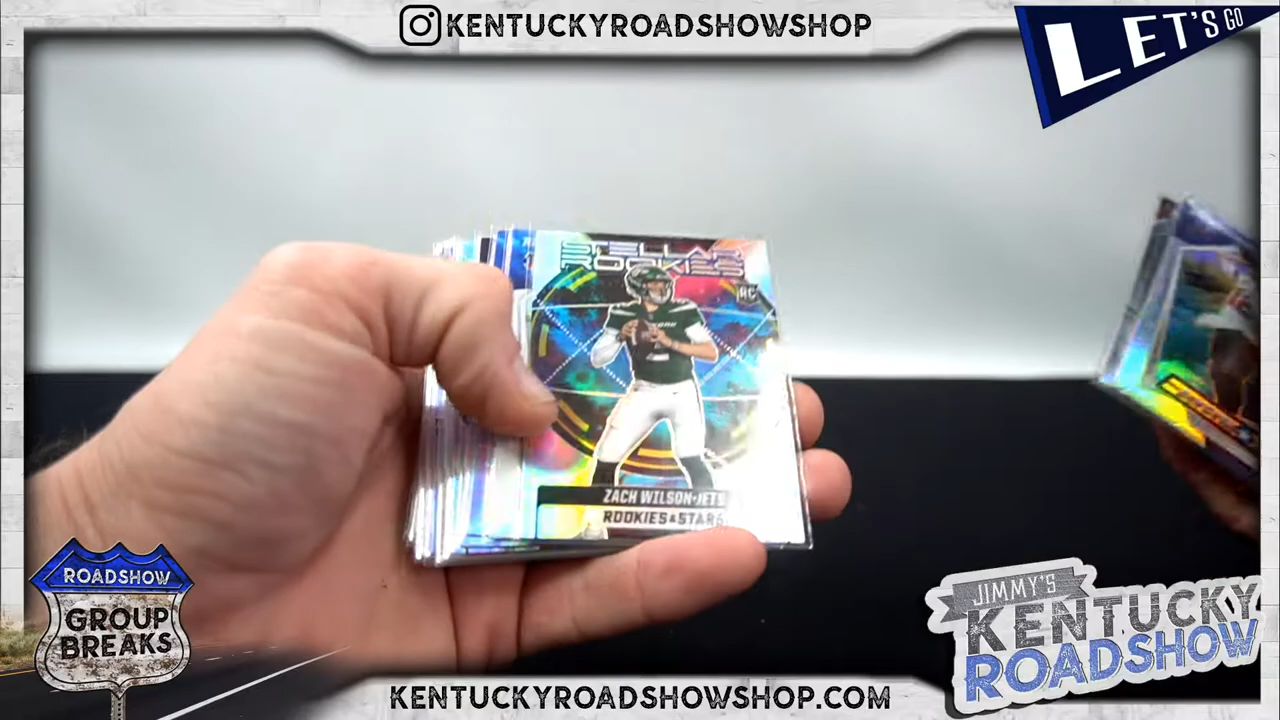 KENTUCKYROADSHOWSHOP
LET'S GO
STELLAR
ROOKIES
RC
ZACH WILSON•JETS
ROOKIES&STARS
ROADSHOW
GROUP
BREAKS
JIMMY'S
KENTUCKY
ROADSHOW
KENTUCKYROADSHOWSHOP.COM